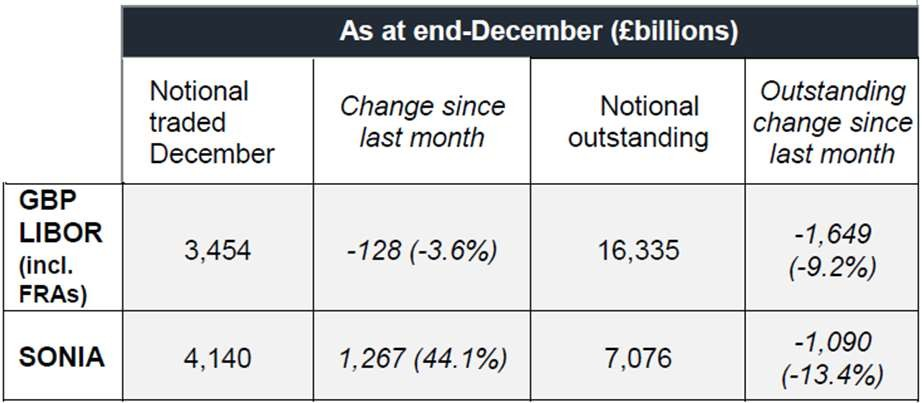 As at end-December (£billions)
Notional
traded
December
Change since
last month
Notional
outstanding
Outstanding
change since
last month
GBP
LIBOR
(incl.
FRAs)
3,454
-128 (-3.6%)
16,335
-1,649
(-9.2%)
SONIA
4,140
1,267 (44.1%)
7,076
-1,090
(-13.4%)